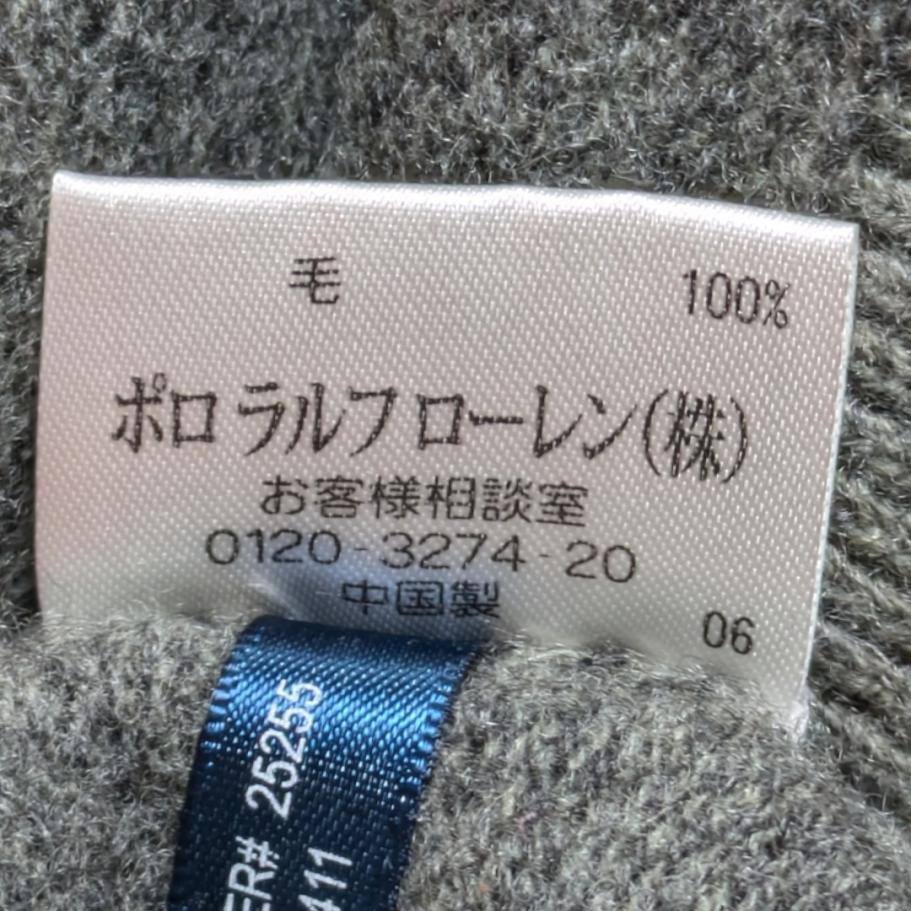 毛 100%
ポロ ラルフ ローレン(株)
お客様相談室
0120-3274-20
中国製
06
ER# 25255
411